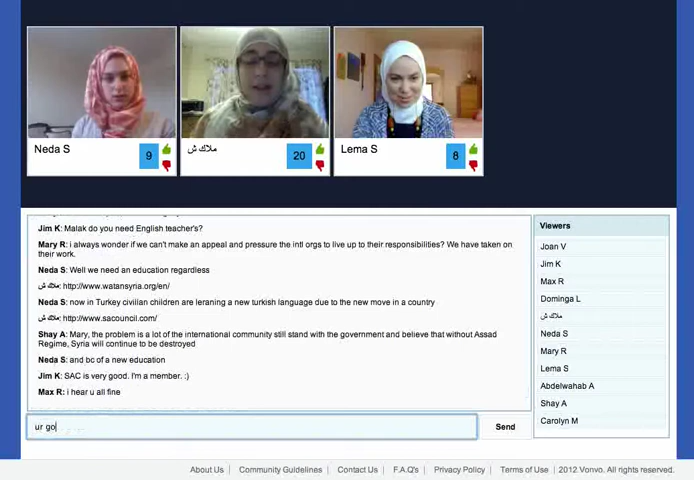 Neda S
9
ملاك ش
20
Lema S
8
Jim K: Malak do you need English teacher's?
Mary R: i always wonder if we can't make an appeal and pressure the intl orgs to live up to their responsibilities? We have taken on
their work.
Neda S: Well we need an education regardless
ملاك ش: http://www.watansyria.org/en/
Neda S: now in Turkey civilian children are leraning a new turkish language due to the new move in a country
ملاك ش: http://www.sacouncil.com/
Shay A: Mary, the problem is a lot of the international community still stand with the government and believe that without Assad
Regime, Syria will continue to be destroyed
Neda S: and bc of a new education
Jim K: SAC is very good. I'm a member. :)
Max R: i hear u all fine
ur go
Send
Viewers
Joan V
Jim K
Max R
Dominga L
ملاك ش
Neda S
Mary R
Lema S
Abdelwahab A
Shay A
Carolyn M
About Us | Community Guidelines | Contact Us | F.A.Q's | Privacy Policy | Terms of Use | 2012 Vonvo. All rights reserved.